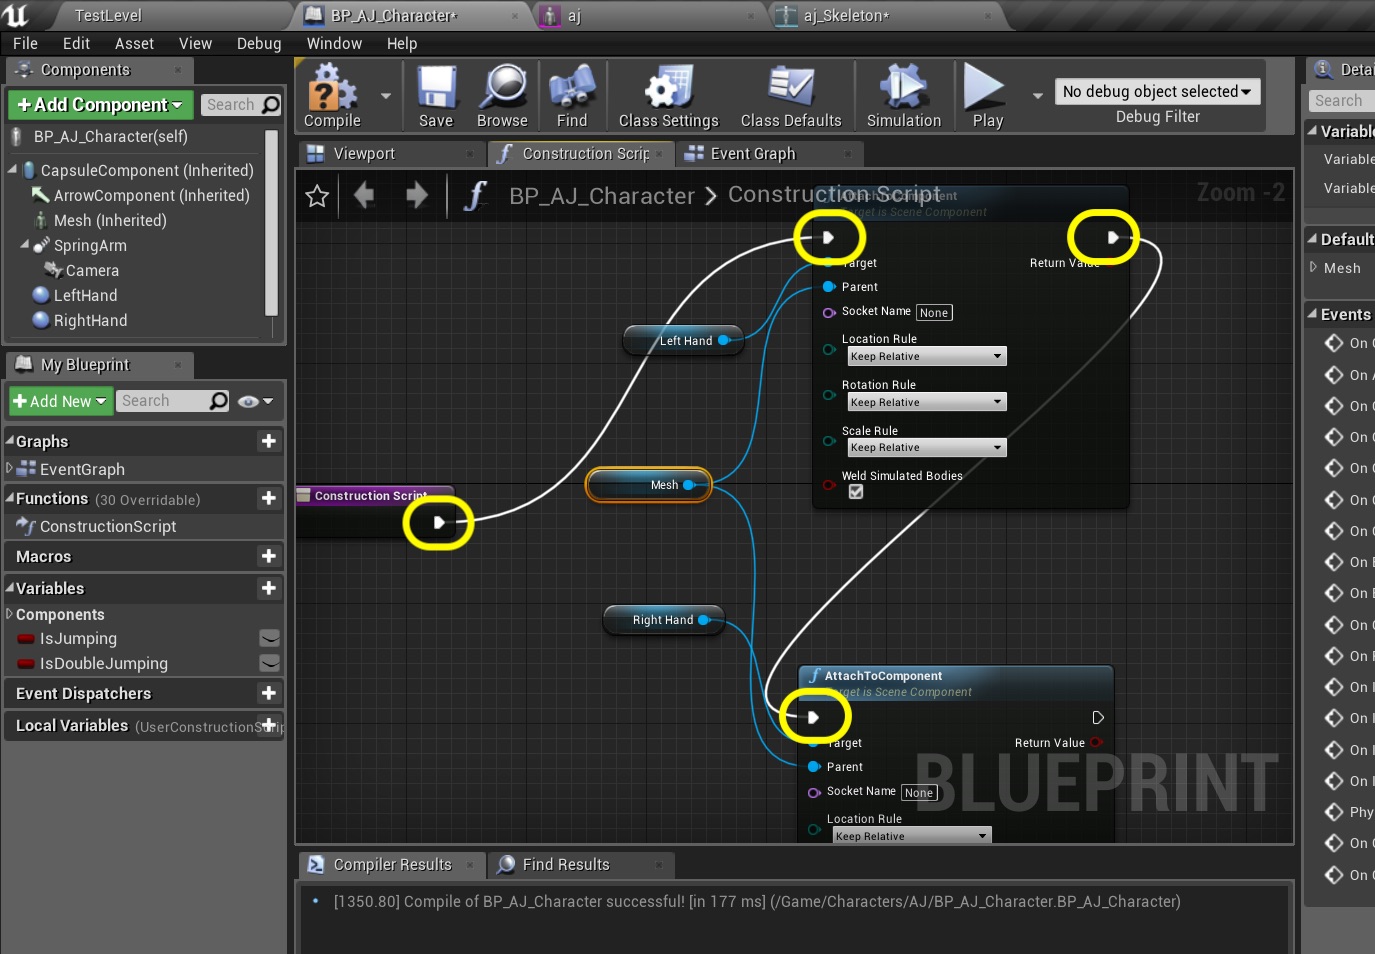 TestLevel
BP_AJ_Character*
aj
aj_Skeleton*
File Edit Asset View Debug Window Help
Components
+Add Component
Search
BP_AJ_Character(self)
CapsuleComponent (Inherited)
ArrowComponent (Inherited)
Mesh (Inherited)
SpringArm
Camera
LeftHand
RightHand
My Blueprint
+Add New
Search
Graphs
EventGraph
Functions (30 Overridable)
ConstructionScript
Macros
Variables
Components
IsJumping
IsDoubleJumping
Event Dispatchers
Local Variables (UserConstructionScrip
Compile
Save
Browse
Find
Class Settings
Class Defaults
Simulation
Play
No debug object selected
Debug Filter
Viewport
Construction Scrip
Event Graph
BP_AJ_Character > Construction Script
Zoom -2
AttachToComponent
Target is Scene Component
Target
Return Value
Parent
Socket Name None
Location Rule
Keep Relative
Rotation Rule
Keep Relative
Scale Rule
Keep Relative
Weld Simulated Bodies
Left Hand
Mesh
Construction Script
Right Hand
AttachToComponent
Target is Scene Component
Target
Return Value
Parent
Socket Name None
Location Rule
Keep Relative
BLUEPRINT
Compiler Results
Find Results
[1350.80] Compile of BP_AJ_Character successful! [in 177 ms] (/Game/Characters/AJ/BP_AJ_Character.BP_AJ_Character)
Detai
Search
Variabl
Variable
Variable
Default
Mesh
Events
On C
On A
On C
On C
On C
On C
On C
On E
On E
On C
On F
On I
On I
On I
On I
Phy
On C
On C